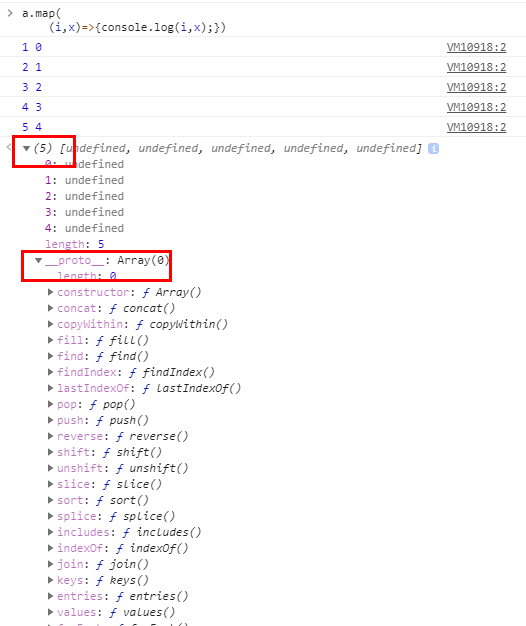 > a.map(
(i,x)=>{console.log(i,x);})
1 0 VM10918:2
2 1 VM10918:2
3 2 VM10918:2
4 3 VM10918:2
5 4 VM10918:2
(5) [undefined, undefined, undefined, undefined, undefined] i
0: undefined
1: undefined
2: undefined
3: undefined
4: undefined
length: 5
__proto__: Array(0)
length: 0
constructor: ƒ Array()
concat: ƒ concat()
copyWithin: ƒ copyWithin()
fill: ƒ fill()
find: ƒ find()
findIndex: ƒ findIndex()
lastIndexOf: ƒ lastIndexOf()
pop: ƒ pop()
push: ƒ push()
reverse: ƒ reverse()
shift: ƒ shift()
unshift: ƒ unshift()
slice: ƒ slice()
sort: ƒ sort()
splice: ƒ splice()
includes: ƒ includes()
indexOf: ƒ indexOf()
join: ƒ join()
keys: ƒ keys()
entries: ƒ entries()
values: ƒ values()